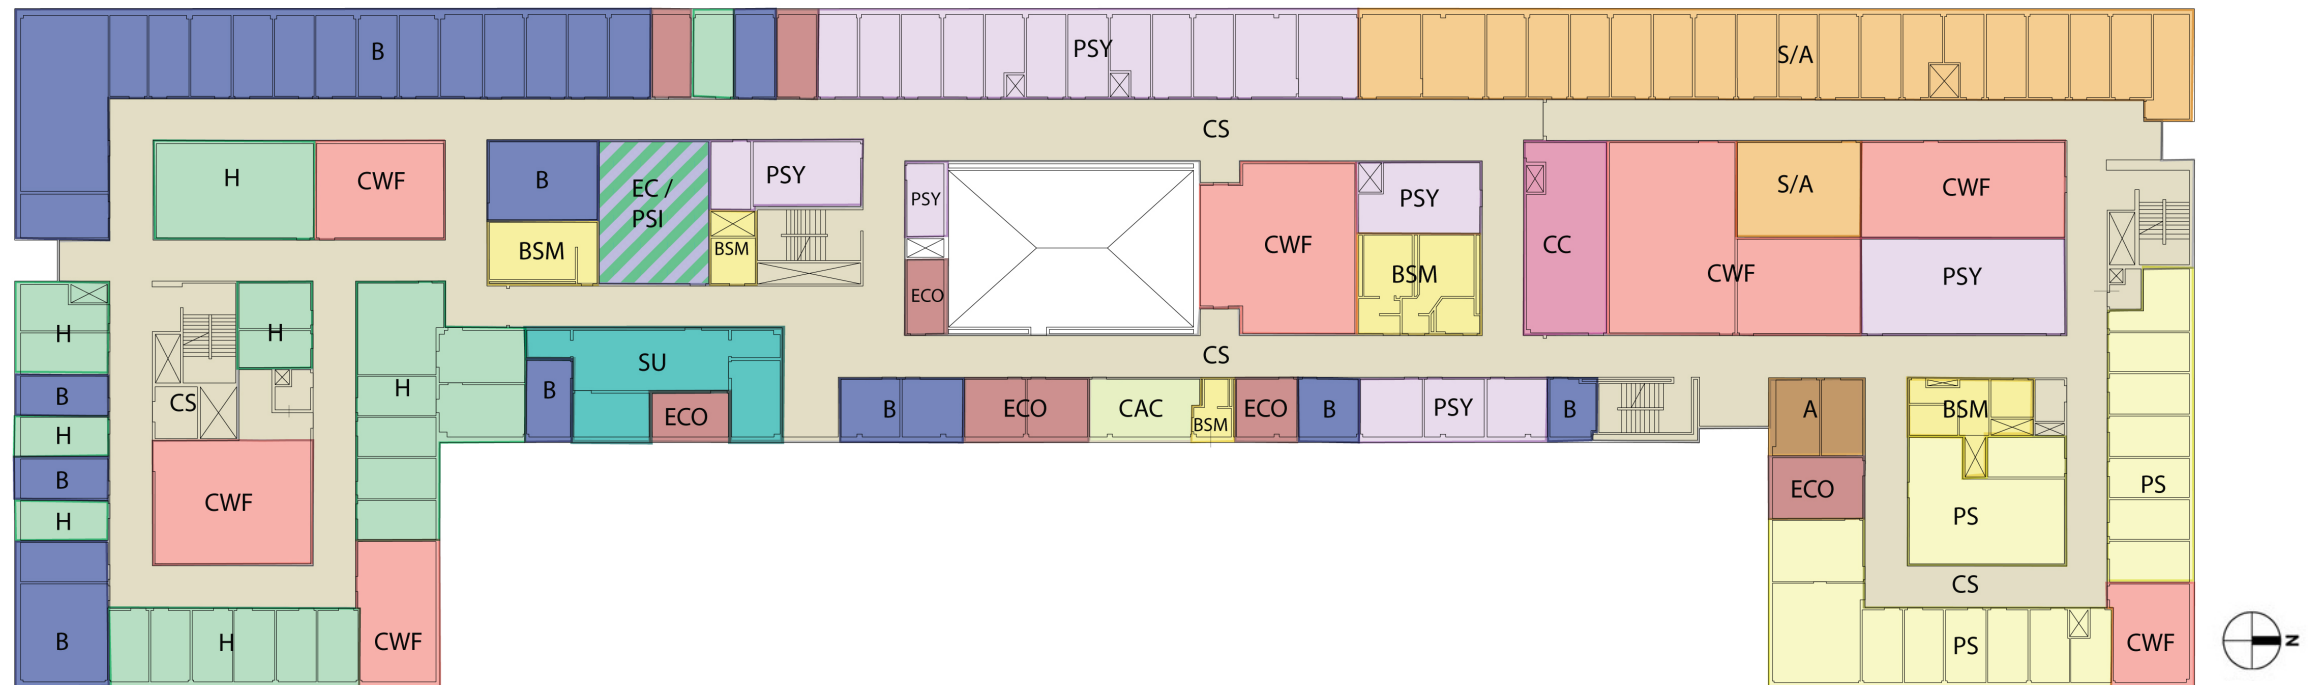 B
PSY
S/A
CS
H
CWF
B
EC /
PSI
PSY
BSM
BSM
PSY
ECO
CWF
PSY
BSM
CC
CWF
S/A
CWF
PSY
H
H
B
H
B
H
B
CS
CWF
H
H
CWF
SU
B
ECO
CS
B
ECO
CAC
BSM
ECO
B
PSY
B
A
ECO
BSM
PS
PS
CS
PS
CWF
N